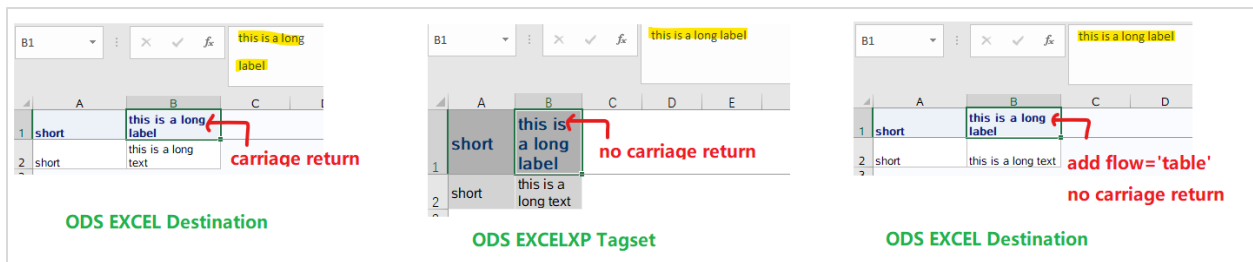 B1
fx
this is a long
label
A B C
1 short this is a long label
carriage return
2 short this is a long text
ODS EXCEL Destination
B1
fx
this is a long label
A B C D E
1 short this is a long label
no carriage return
2 short this is a long text
ODS EXCELXP Tagset
B1
fx
this is a long label
A B C D
1 short this is a long label
2 short this is a long text
add flow='table'
no carriage return
ODS EXCEL Destination